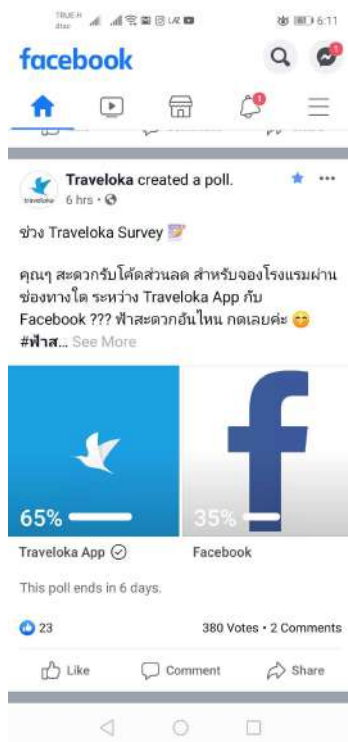 TRUE-H
dtac
6:11
facebook
Traveloka created a poll.
traveloka
6 hrs
ช่วง Traveloka Survey
คุณๆ สะดวกรับโค้ดส่วนลด สำหรับจองโรงแรมผ่าน
ช่องทางใด ระหว่าง Traveloka App กับ
Facebook ??? ฟ้าสะดวกอันไหน กดเลยค่ะ
#ฟ้าส... See More
65%
35%
Traveloka App
Facebook
This poll ends in 6 days.
23
380 Votes • 2 Comments
Like
Comment
Share